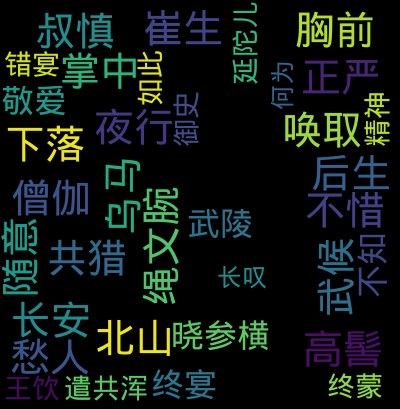 叔慎
崔生
延陀儿
胸前
错宴
掌中
如此
何为
正严
敬爱
御史
精神
下落
夜行
唤取
后生
僧伽
乌马
绳文腕
不惜
随意
共猎
武陵
武候
不知
长叹
长安
北山
晓参横
高髻
愁人
王饮
遣共浑
终宴
终蒙